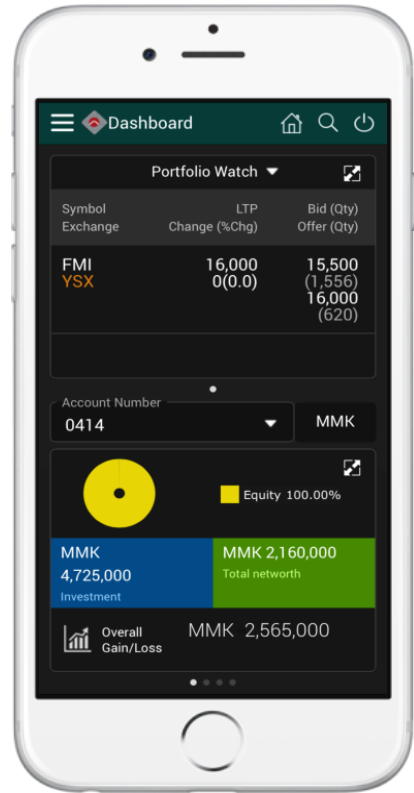 Dashboard
Portfolio Watch
Symbol LTP Bid (Qty)
Exchange Change (%Chg) Offer (Qty)
FMI 16,000 15,500
YSX 0(0.0) (1,556)
16,000
(620)
Account Number
0414 MMK
Equity 100.00%
MMK MMK 2,160,000
4,725,000 Total networth
Investment
Overall MMK 2,565,000
Gain/Loss